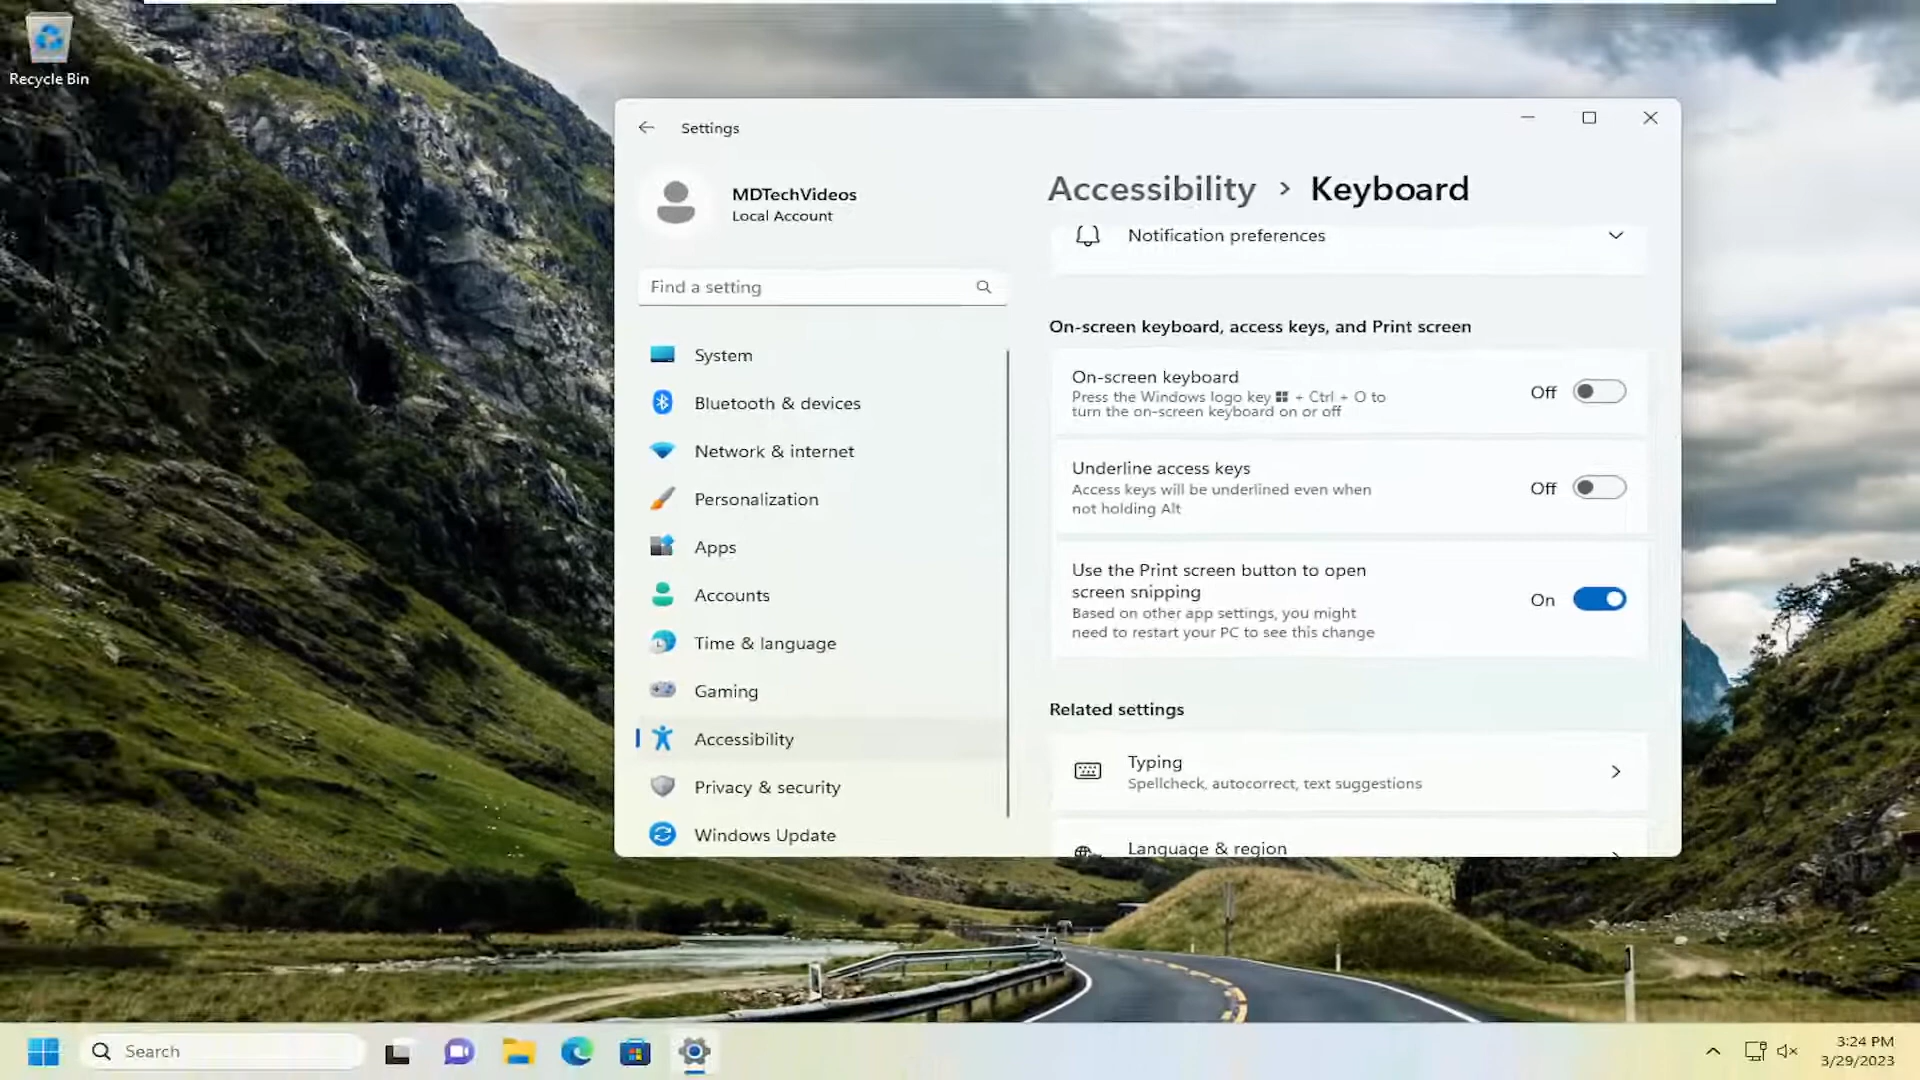 Recycle Bin
Settings
MDTechVideos
Local Account
Find a setting
System
Bluetooth & devices
Network & internet
Personalization
Apps
Accounts
Time & language
Gaming
Accessibility
Privacy & security
Windows Update
Accessibility > Keyboard
Notification preferences
On-screen keyboard, access keys, and Print screen
On-screen keyboard
Press the Windows logo key + Ctrl + O to
turn the on-screen keyboard on or off
Off
Underline access keys
Access keys will be underlined even when
not holding Alt
Off
Use the Print screen button to open
screen snipping
Based on other app settings, you might
need to restart your PC to see this change
On
Related settings
Typing
Spellcheck, autocorrect, text suggestions
Language & region
Search
3:24 PM
3/29/2023